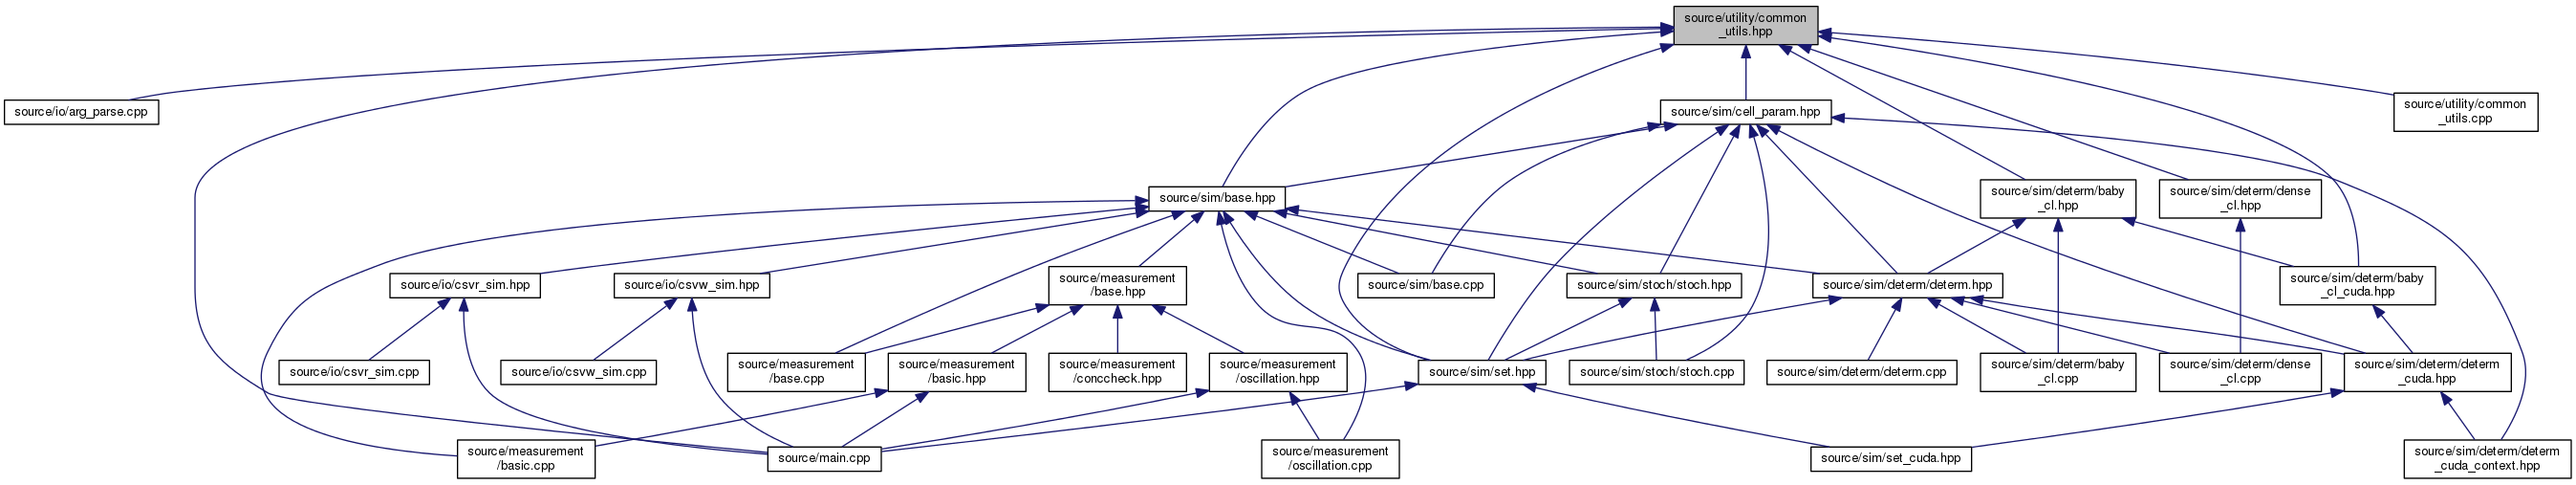 source/utility/common
_utils.hpp
source/io/arg_parse.cpp
source/sim/cell_param.hpp
source/utility/common
_utils.cpp
source/sim/base.hpp
source/sim/determ/baby
_cl.hpp
source/sim/determ/dense
_cl.hpp
source/io/csvr_sim.hpp
source/io/csvw_sim.hpp
source/measurement
/base.hpp
source/sim/base.cpp
source/sim/stoch/stoch.hpp
source/sim/determ/determ.hpp
source/sim/determ/baby
_cl_cuda.hpp
source/io/csvr_sim.cpp
source/io/csvw_sim.cpp
source/measurement
/base.cpp
source/measurement
/basic.hpp
source/measurement
/conccheck.hpp
source/measurement
/oscillation.hpp
source/sim/set.hpp
source/sim/stoch/stoch.cpp
source/sim/determ/determ.cpp
source/sim/determ/baby
_cl.cpp
source/sim/determ/dense
_cl.cpp
source/sim/determ/determ
_cuda.hpp
source/measurement
/basic.cpp
source/main.cpp
source/measurement
/oscillation.cpp
source/sim/set_cuda.hpp
source/sim/determ/determ
_cuda_context.hpp